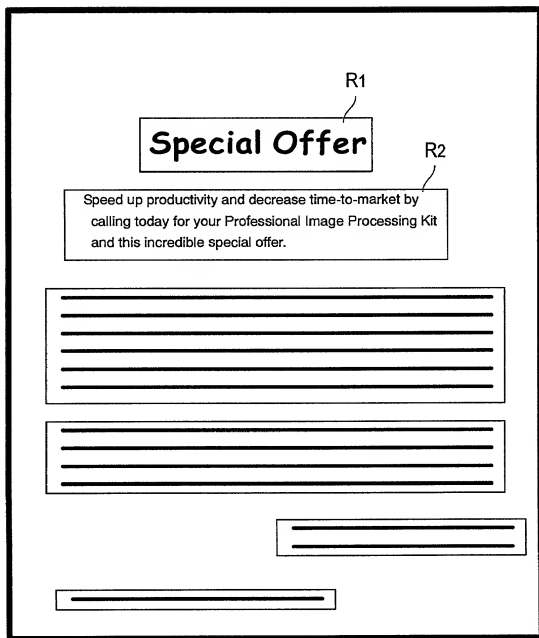 R1
Special Offer
R2
Speed up productivity and decrease time-to-market by
calling today for your Professional Image Processing Kit
and this incredible special offer.